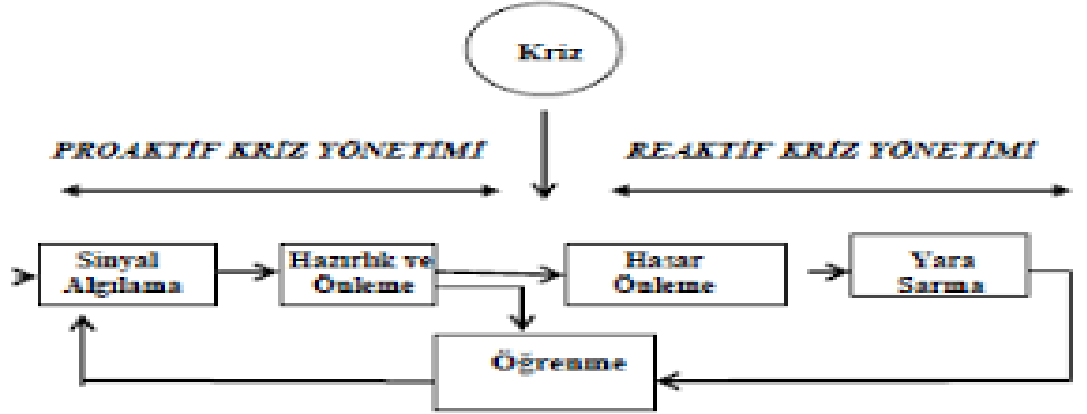 Kriz
PROAKTİF KRİZ YÖNETİMİ
REAKTİF KRİZ YÖNETİMİ
Sinyal
Algılama
Hazırlık ve
Önleme
Hasar
Önleme
Yara
Sarma
Öğrenme